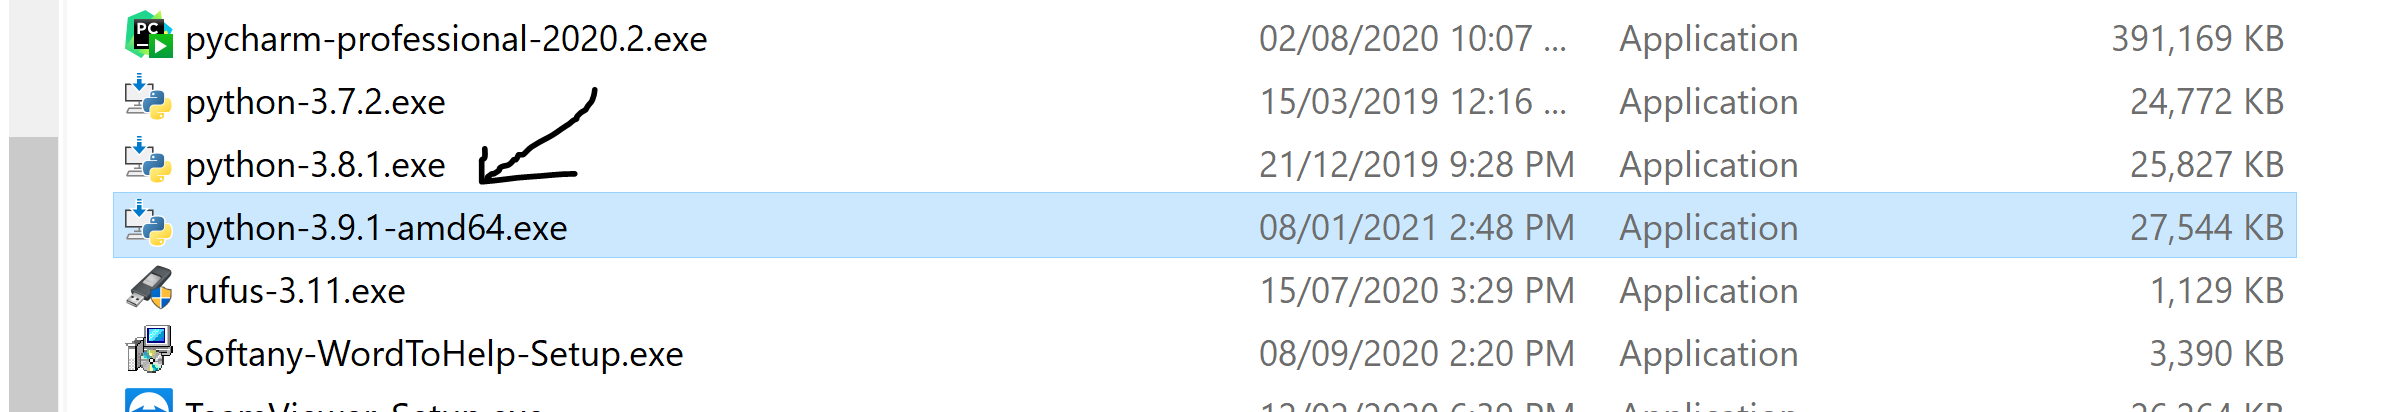 pycharm-professional-2020.2.exe 02/08/2020 10:07 ... Application 391,169 KB
python-3.7.2.exe 15/03/2019 12:16 ... Application 24,772 KB
python-3.8.1.exe 21/12/2019 9:28 PM Application 25,827 KB
python-3.9.1-amd64.exe 08/01/2021 2:48 PM Application 27,544 KB
rufus-3.11.exe 15/07/2020 3:29 PM Application 1,129 KB
Softany-WordToHelp-Setup.exe 08/09/2020 2:20 PM Application 3,390 KB
TeamViewer_Setup.exe Application KB